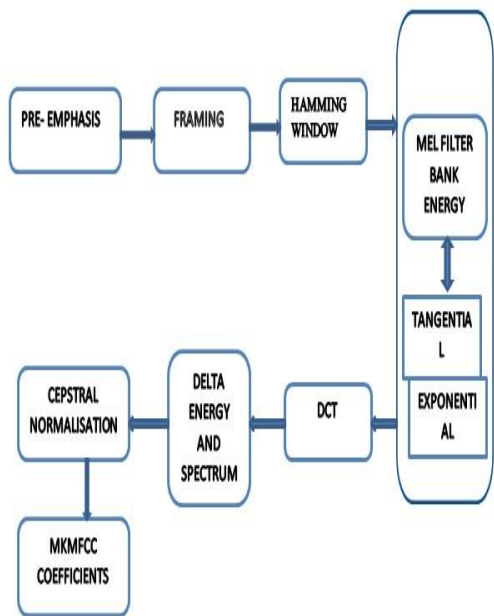 PRE- EMPHASIS
FRAMING
HAMMING
WINDOW
MEL FILTER
BANK
ENERGY
TANGENTIA
L
EXPONENTI
AL
DCT
DELTA
ENERGY
AND
SPECTRUM
CEPSTRAL
NORMALISATION
MKMFCC
COEFFICIENTS